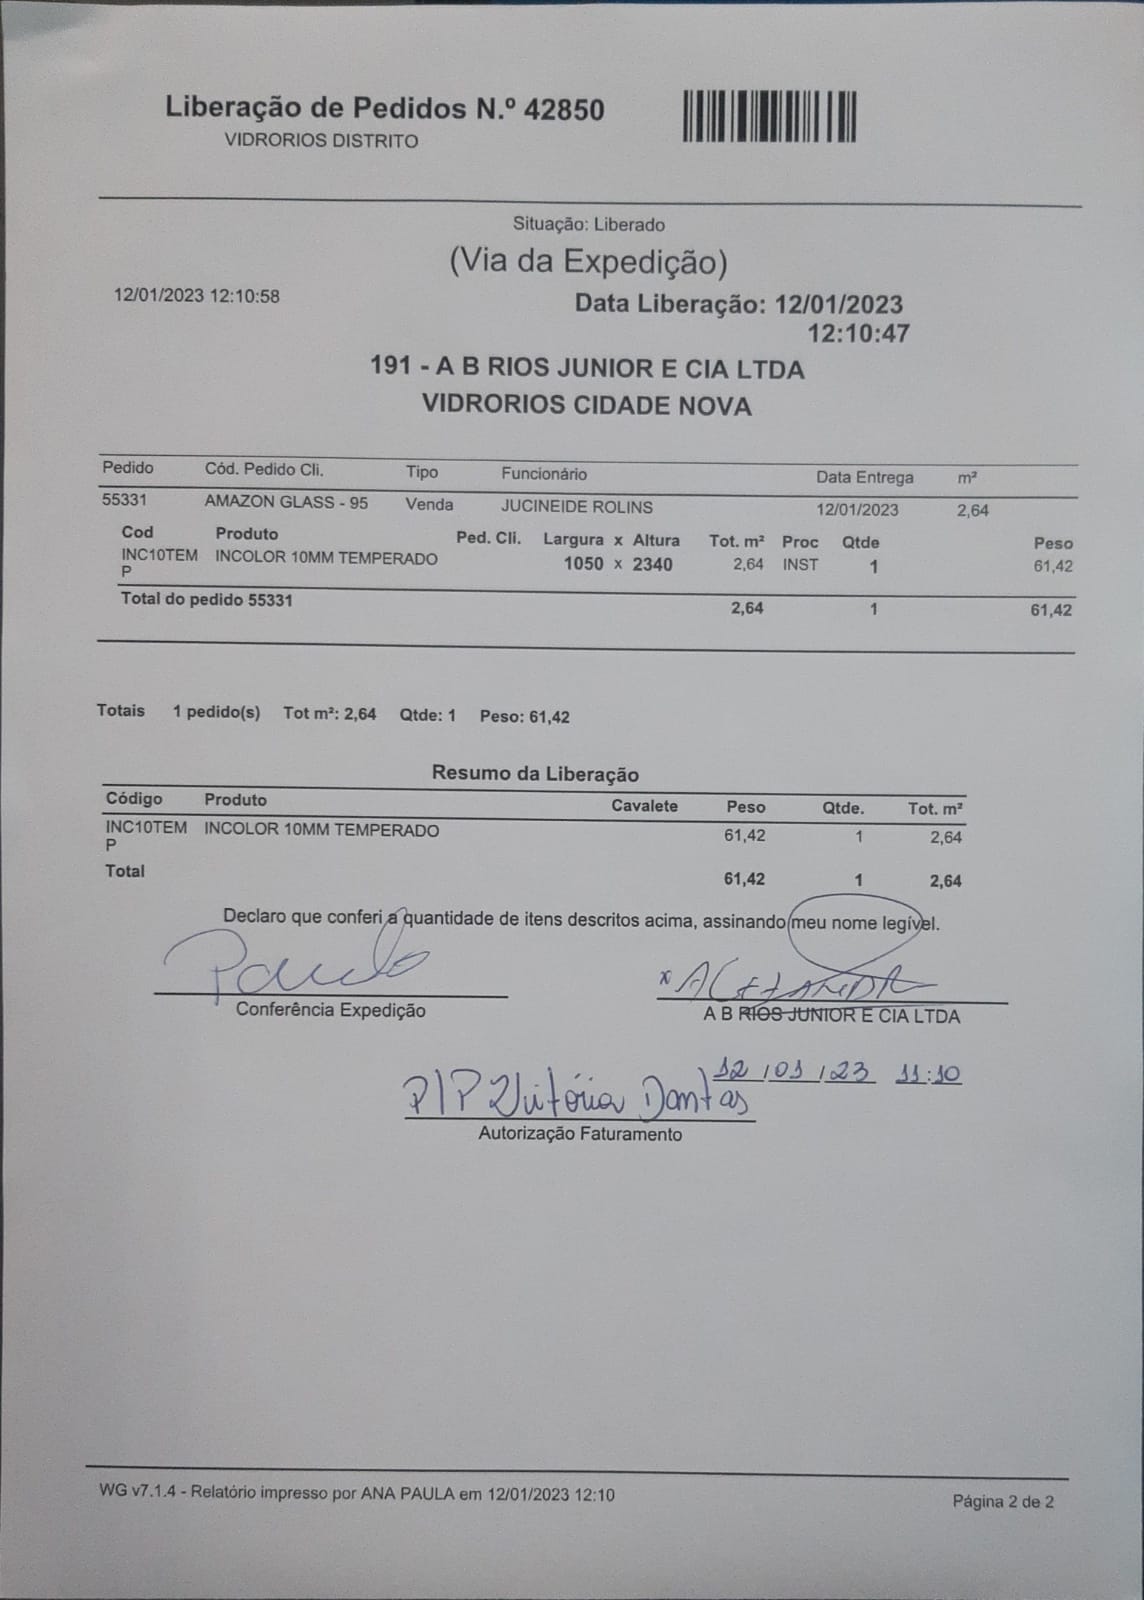 Liberação de Pedidos N.º 42850
VIDRORIOS DISTRITO
Situação: Liberado
(Via da Expedição)
12/01/2023 12:10:58
Data Liberação: 12/01/2023
12:10:47
191 - A B RIOS JUNIOR E CIA LTDA
VIDRORIOS CIDADE NOVA
Pedido Cód. Pedido Cli. Tipo Funcionário Data Entrega m²
55331 AMAZON GLASS - 95 Venda JUCINEIDE ROLINS 12/01/2023 2,64
Cod Produto Ped. Cli. Largura x Altura Tot. m² Proc Qtde Peso
INC10TEM INCOLOR 10MM TEMPERADO 1050 x 2340 2,64 INST 1 61,42
P
Total do pedido 55331 2,64 1 61,42
Totais 1 pedido(s) Tot m²: 2,64 Qtde: 1 Peso: 61,42
Resumo da Liberação
Código Produto Cavalete Peso Qtde. Tot. m²
INC10TEM INCOLOR 10MM TEMPERADO 61,42 1 2,64
P
Total 61,42 1 2,64
Declaro que conferi a quantidade de itens descritos acima, assinando meu nome legível.
Paulo
Conferência Expedição
A B RIOS JUNIOR E CIA LTDA
12/01/23 11:10
P/P Vitória Dantas
Autorização Faturamento
WG v7.1.4 - Relatório impresso por ANA PAULA em 12/01/2023 12:10
Página 2 de 2